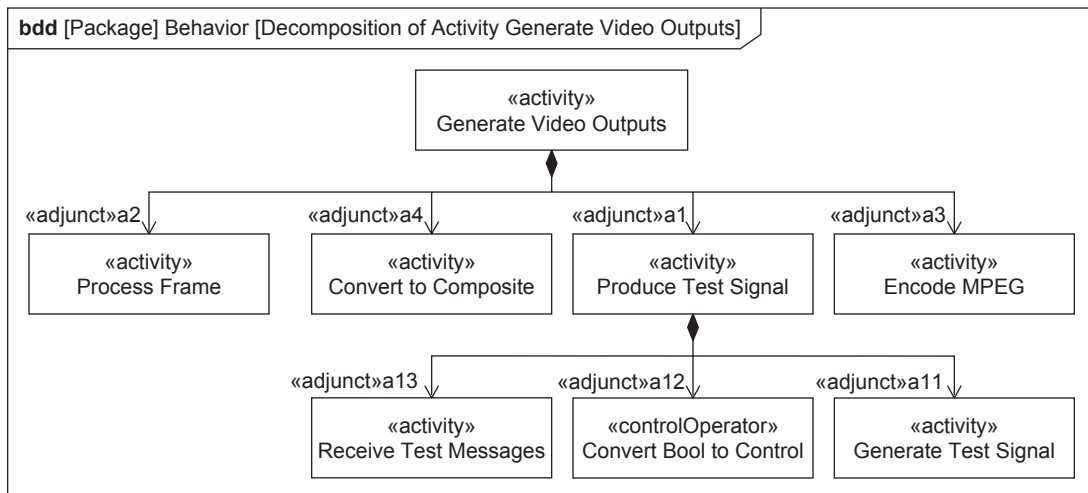 bdd [Package] Behavior [Decomposition of Activity Generate Video Outputs]
«activity»
Generate Video Outputs
«adjunct»a2
«adjunct»a4
«adjunct»a1
«adjunct»a3
«activity»
Process Frame
«activity»
Convert to Composite
«activity»
Produce Test Signal
«activity»
Encode MPEG
«adjunct»a13
«adjunct»a12
«adjunct»a11
«activity»
Receive Test Messages
«controlOperator»
Convert Bool to Control
«activity»
Generate Test Signal